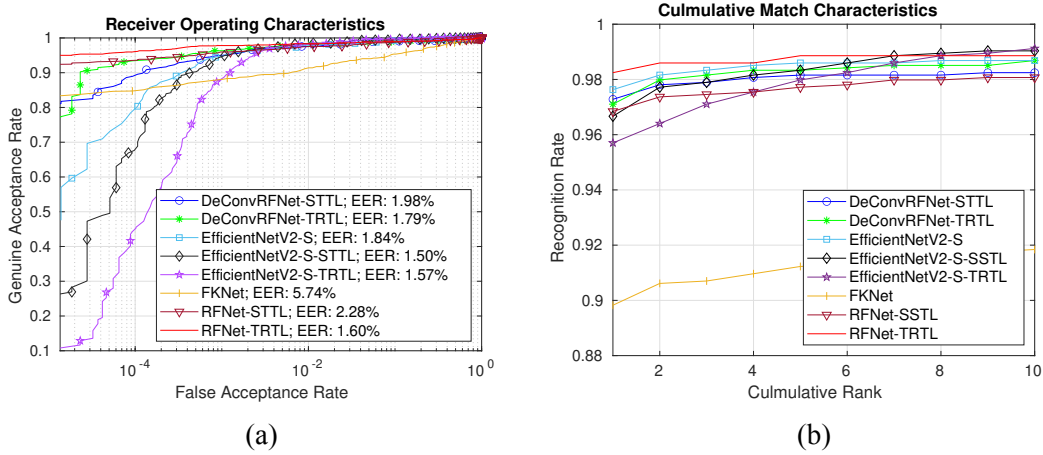 Receiver Operating Characteristics
Genuine Acceptance Rate
1
0.9
0.8
0.7
0.6
0.5
0.4
0.3
0.2
0.1
DeConvRFNet-STTL; EER: 1.98%
DeConvRFNet-TRTL; EER: 1.79%
EfficientNetV2-S; EER: 1.84%
EfficientNetV2-S-SSTL; EER: 1.50%
EfficientNetV2-S-TRTL; EER: 1.57%
FKNet; EER: 5.74%
RFNet-STTL; EER: 2.28%
RFNet-TRTL; EER: 1.60%
10^-4
10^-2
10^0
False Acceptance Rate
(a)
Culmulative Match Characteristics
Recognition Rate
1
0.98
0.96
0.94
0.92
0.9
0.88
DeConvRFNet-STTL
DeConvRFNet-TRTL
EfficientNetV2-S
EfficientNetV2-S-SSTL
EfficientNetV2-S-TRTL
FKNet
RFNet-SSTL
RFNet-TRTL
2
4
6
8
10
Culmulative Rank
(b)